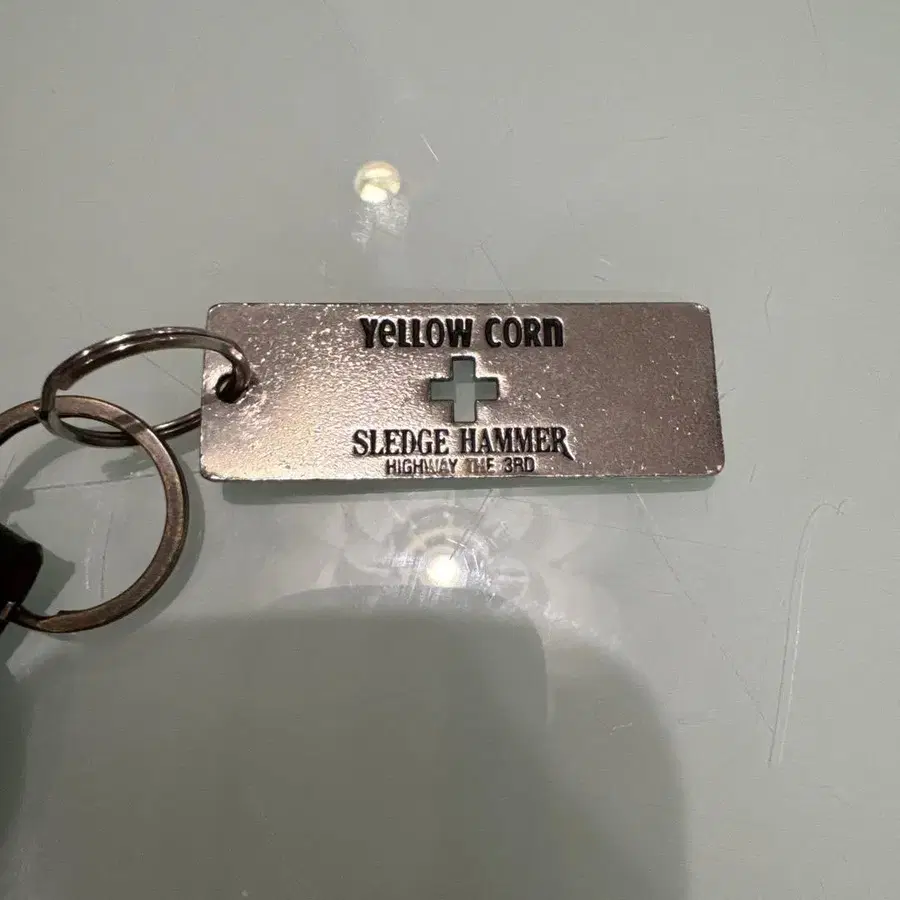 YeLLOW CORn
SLEDGE HAMMER
HIGHWAY THE 3RD